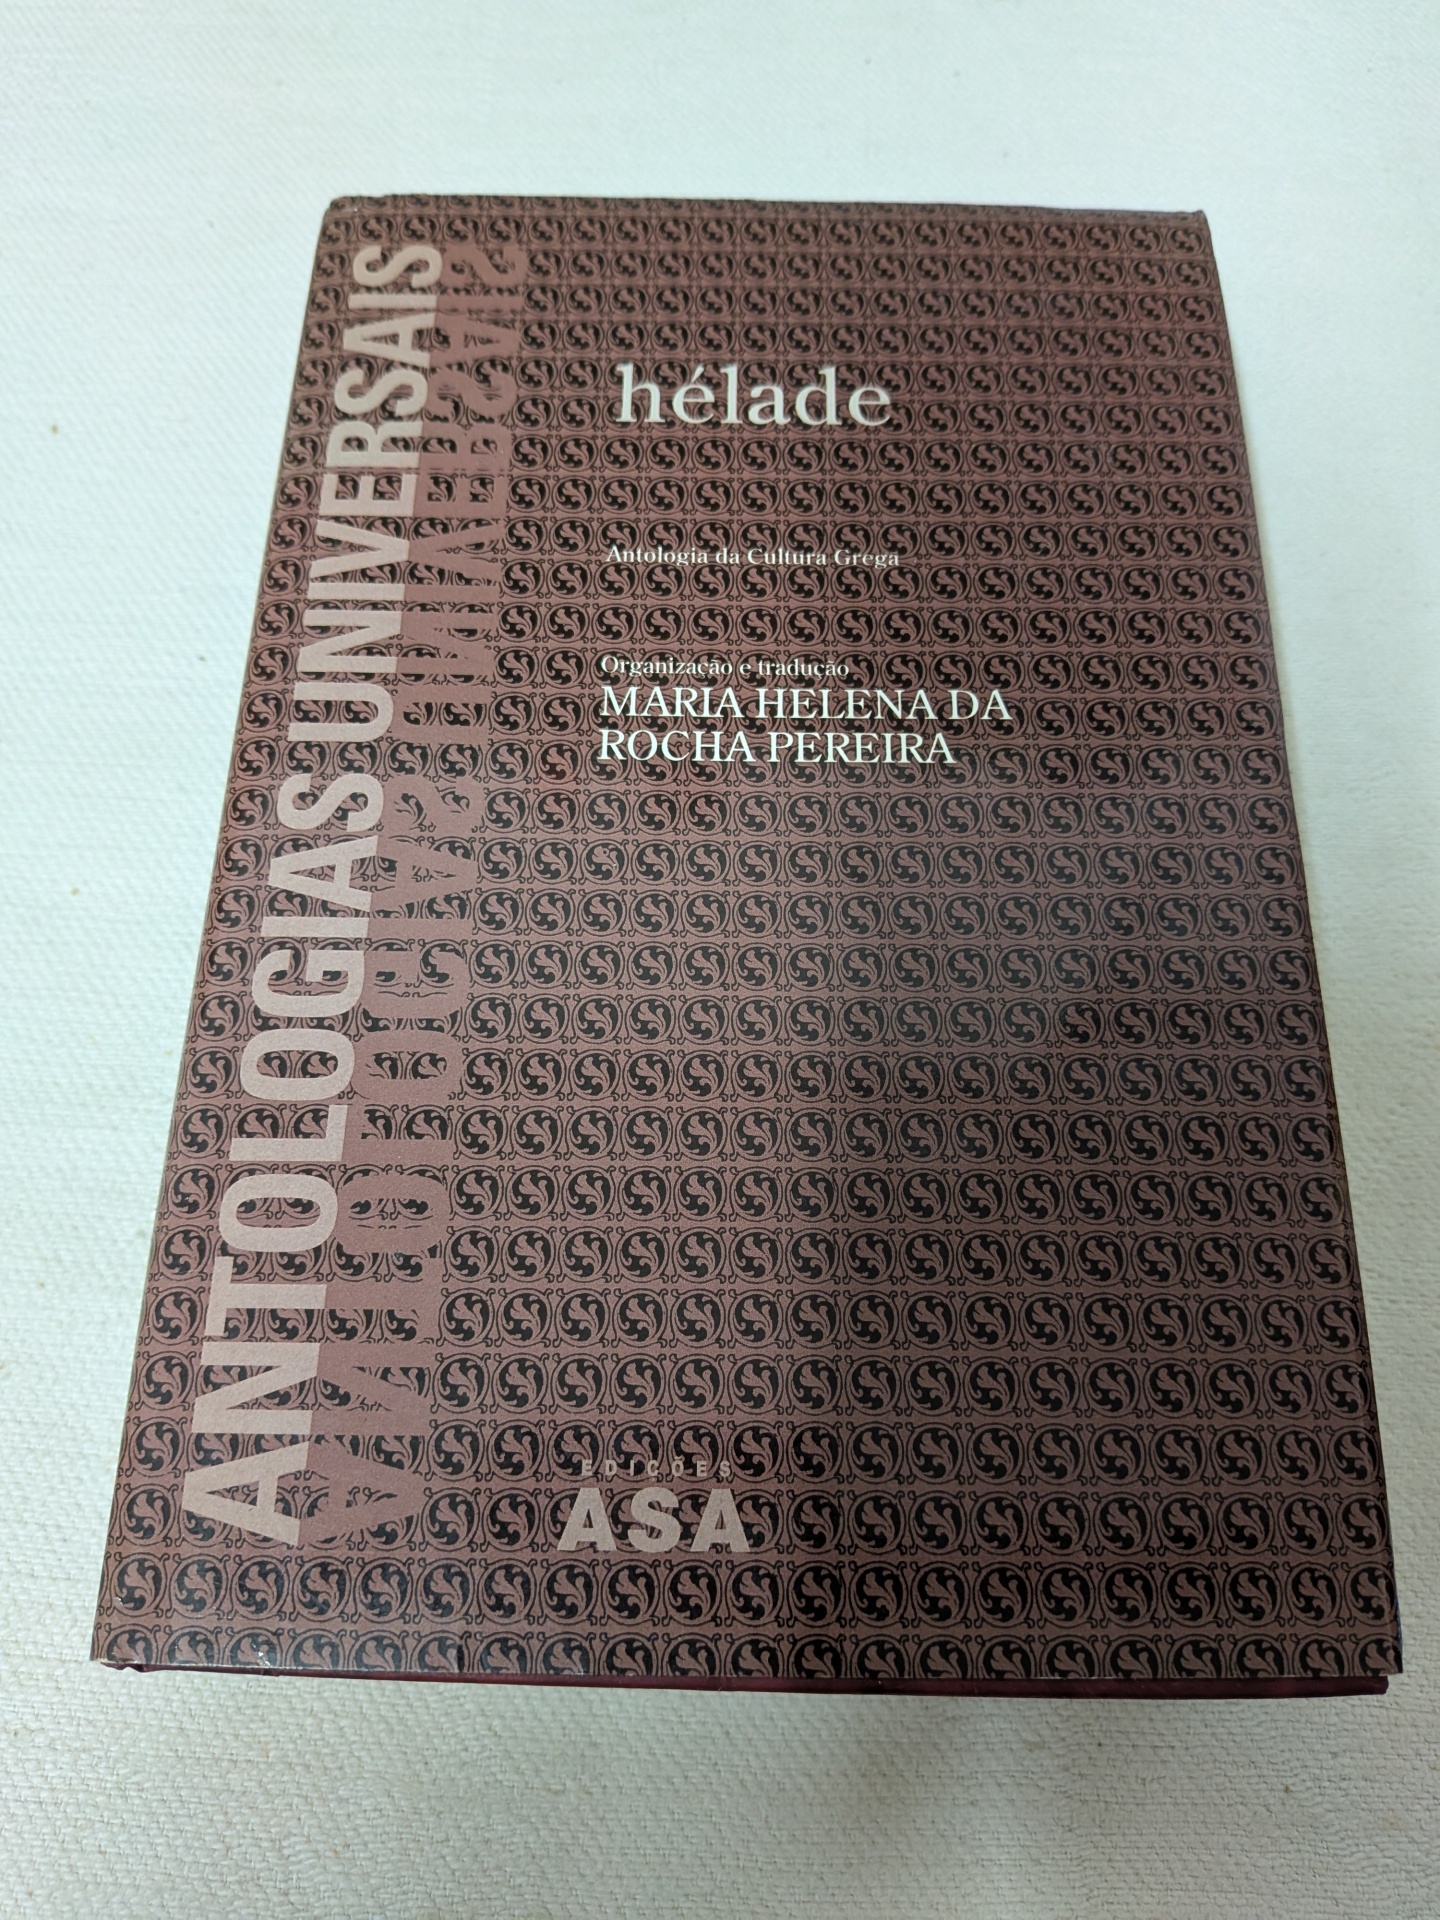 ANTOLOGIAS UNIVERSAIS
hélade
Antologia da Cultura Grega
Organização e tradução
MARIA HELENA DA
ROCHA PEREIRA
EDIÇÕES
ASA